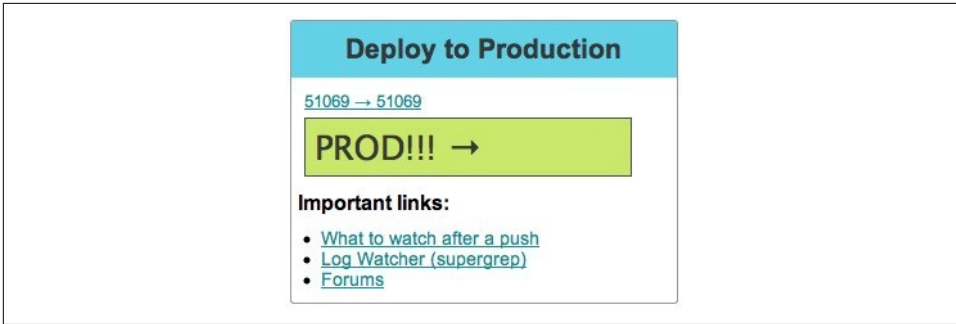 Deploy to Production
51069 → 51069
PROD!!! →
Important links:
• What to watch after a push
• Log Watcher (supergrep)
• Forums